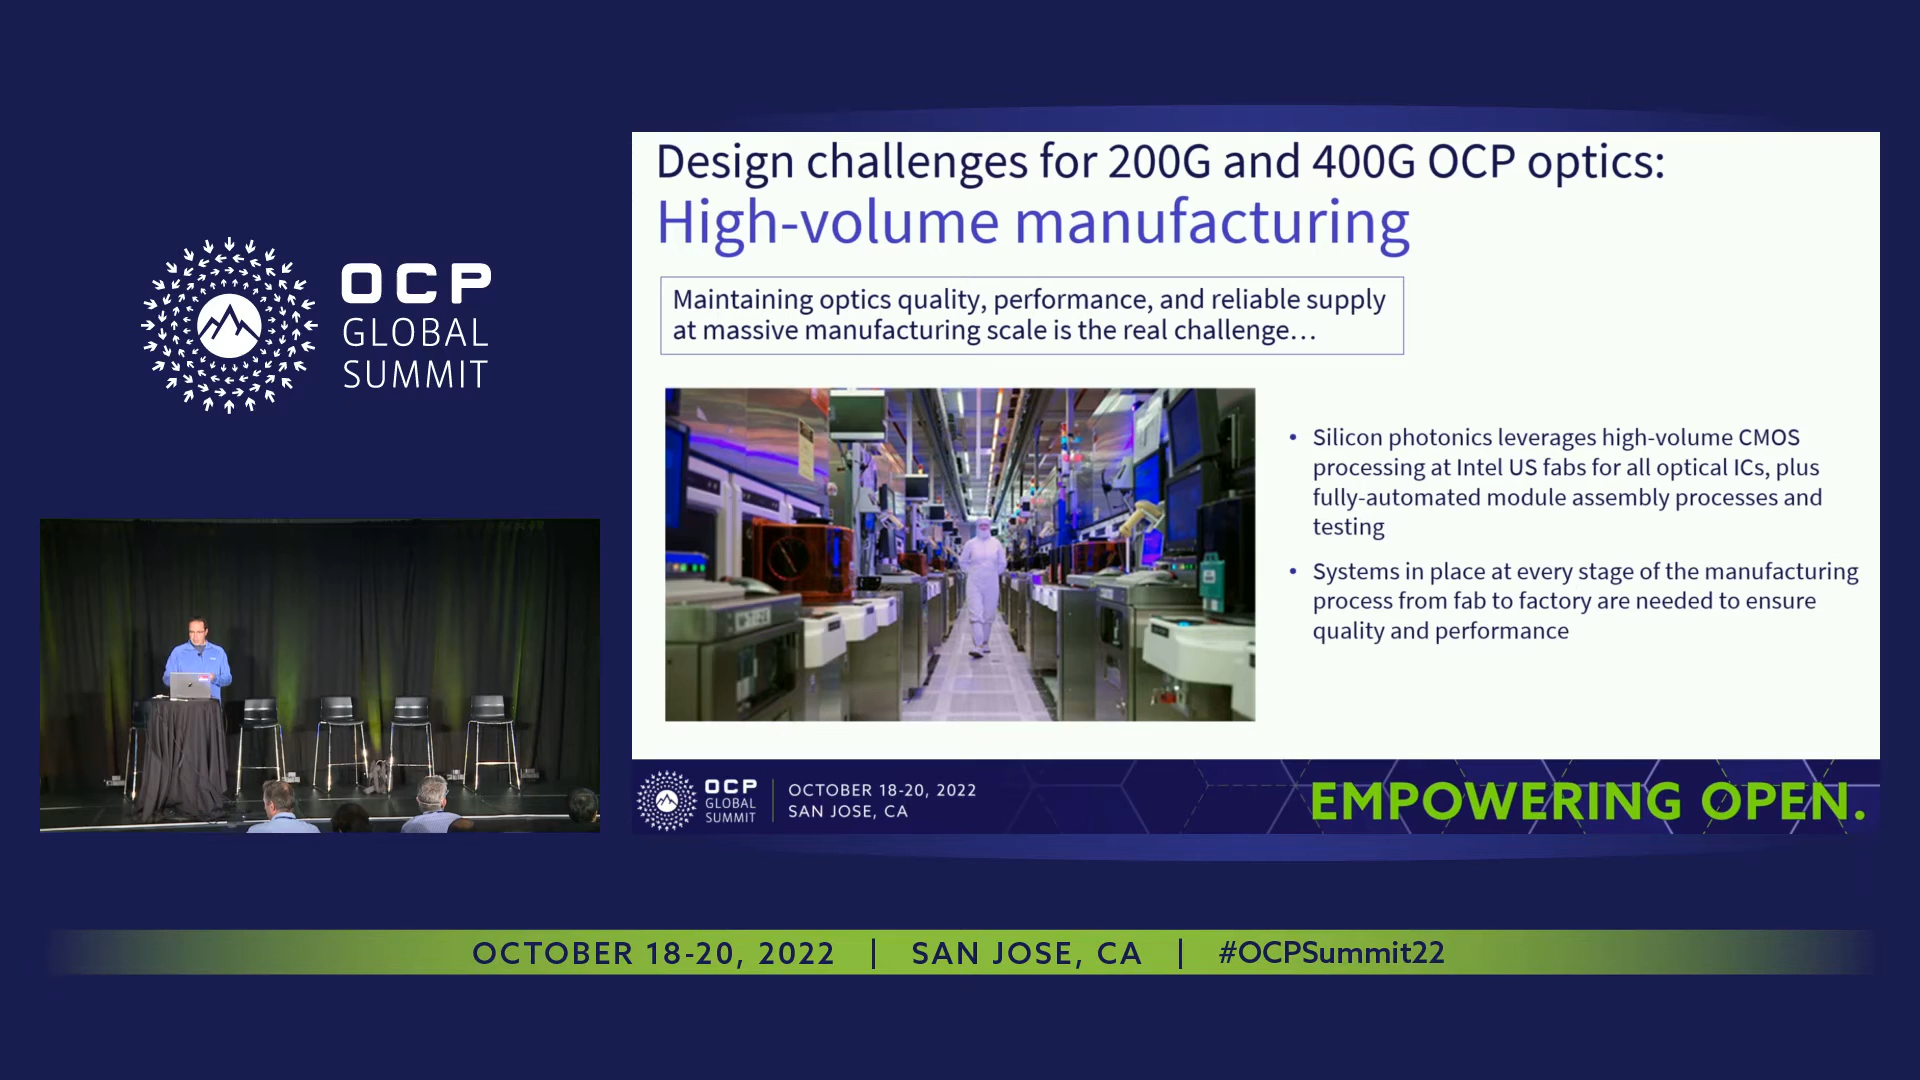 OCP
GLOBAL
SUMMIT
Design challenges for 200G and 400G OCP optics:
High-volume manufacturing
Maintaining optics quality, performance, and reliable supply
at massive manufacturing scale is the real challenge…
• Silicon photonics leverages high-volume CMOS
processing at Intel US fabs for all optical ICs, plus
fully-automated module assembly processes and
testing
• Systems in place at every stage of the manufacturing
process from fab to factory are needed to ensure
quality and performance
OCP
GLOBAL
SUMMIT
OCTOBER 18-20, 2022
SAN JOSE, CA
EMPOWERING OPEN.
OCTOBER 18-20, 2022 | SAN JOSE, CA | #OCPSummit22